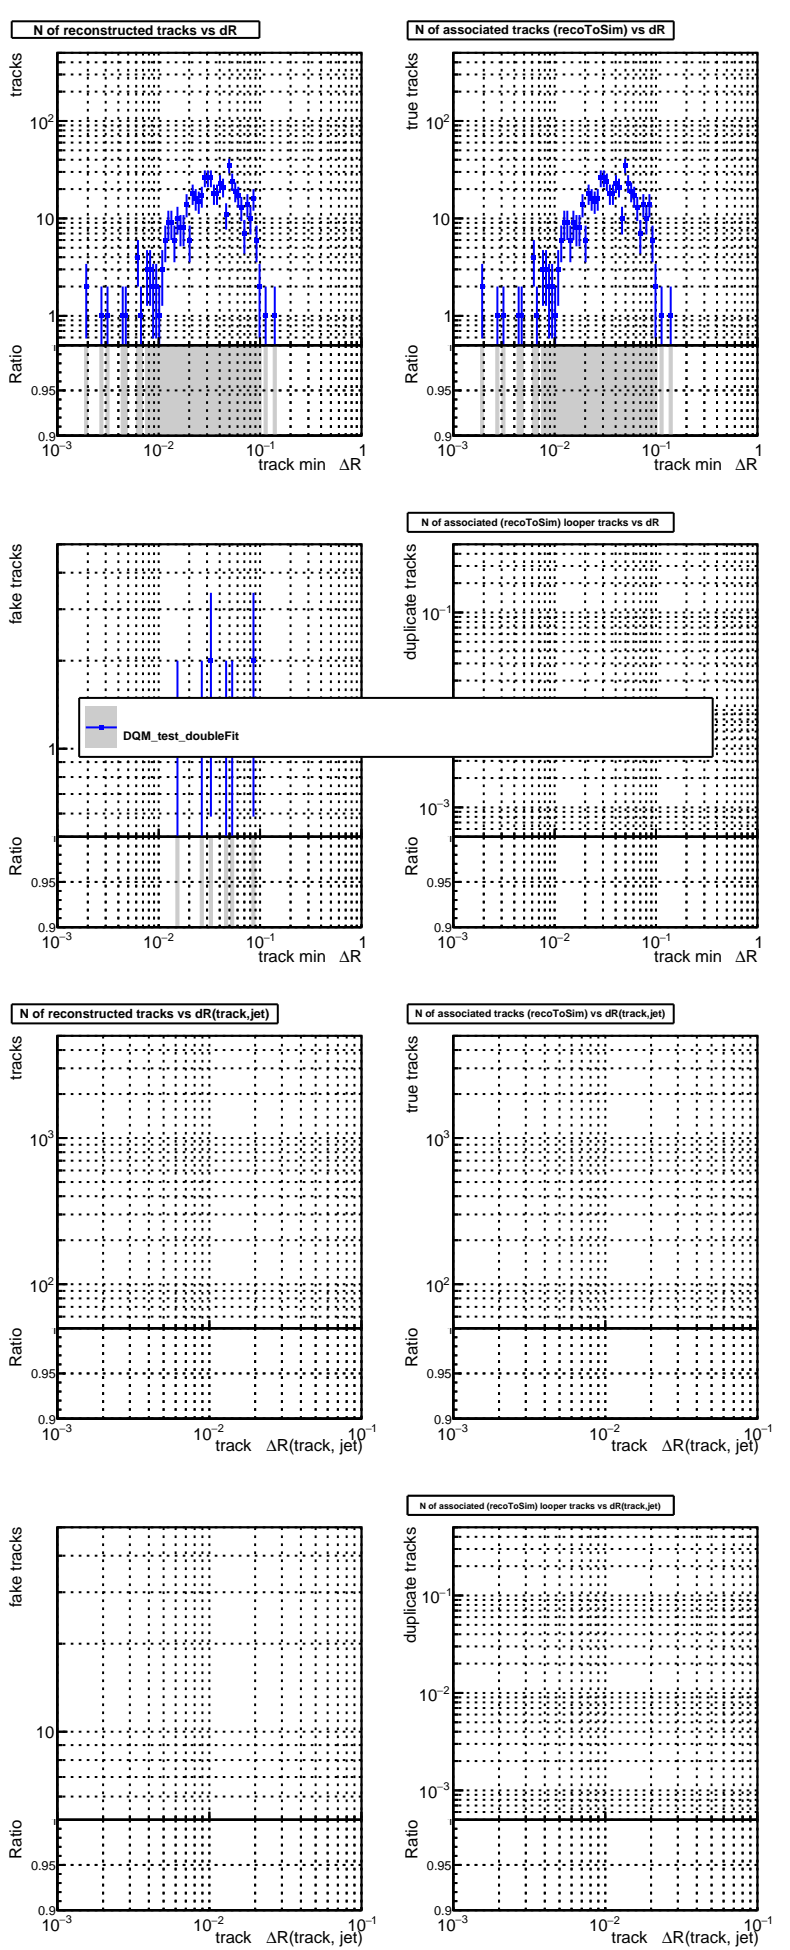 N of reconstructed tracks vs dR
tracks
10²
10
1
Ratio
0.95
0.9
10⁻³ 10⁻² 10⁻¹ 1
track min ΔR
N of associated tracks (recoToSim) vs dR
true tracks
10²
10
1
Ratio
0.95
0.9
10⁻³ 10⁻² 10⁻¹ 1
track min ΔR
fake tracks
1
Ratio
0.95
0.9
10⁻³ 10⁻² 10⁻¹ 1
track min ΔR
N of associated (recoToSim) looper tracks vs dR
duplicate tracks
10⁻¹
10⁻³
Ratio
0.95
0.9
10⁻³ 10⁻² 10⁻¹ 1
track min ΔR
DQM_test_doubleFit
N of reconstructed tracks vs dR(track,jet)
tracks
10³
10²
Ratio
0.95
0.9
10⁻³ 10⁻² 10⁻¹
track ΔR(track, jet)
N of associated tracks (recoToSim) vs dR(track,jet)
true tracks
10³
10²
Ratio
0.95
0.9
10⁻³ 10⁻² 10⁻¹
track ΔR(track, jet)
fake tracks
10
Ratio
0.95
0.9
10⁻³ 10⁻² 10⁻¹
track ΔR(track, jet)
N of associated (recoToSim) looper tracks vs dR(track,jet)
duplicate tracks
10⁻¹
10⁻²
10⁻³
Ratio
0.95
0.9
10⁻³ 10⁻² 10⁻¹
track ΔR(track, jet)